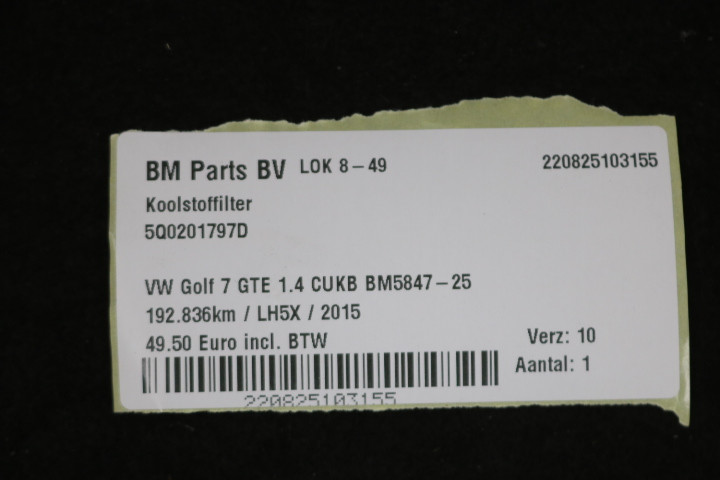 BM Parts BV LOK 8-49 220825103155
Koolstoffilter
5Q0201797D
VW Golf 7 GTE 1.4 CUKB BM5847-25
192.836km / LH5X / 2015
49.50 Euro incl. BTW Verz: 10
Aantal: 1
220825103155